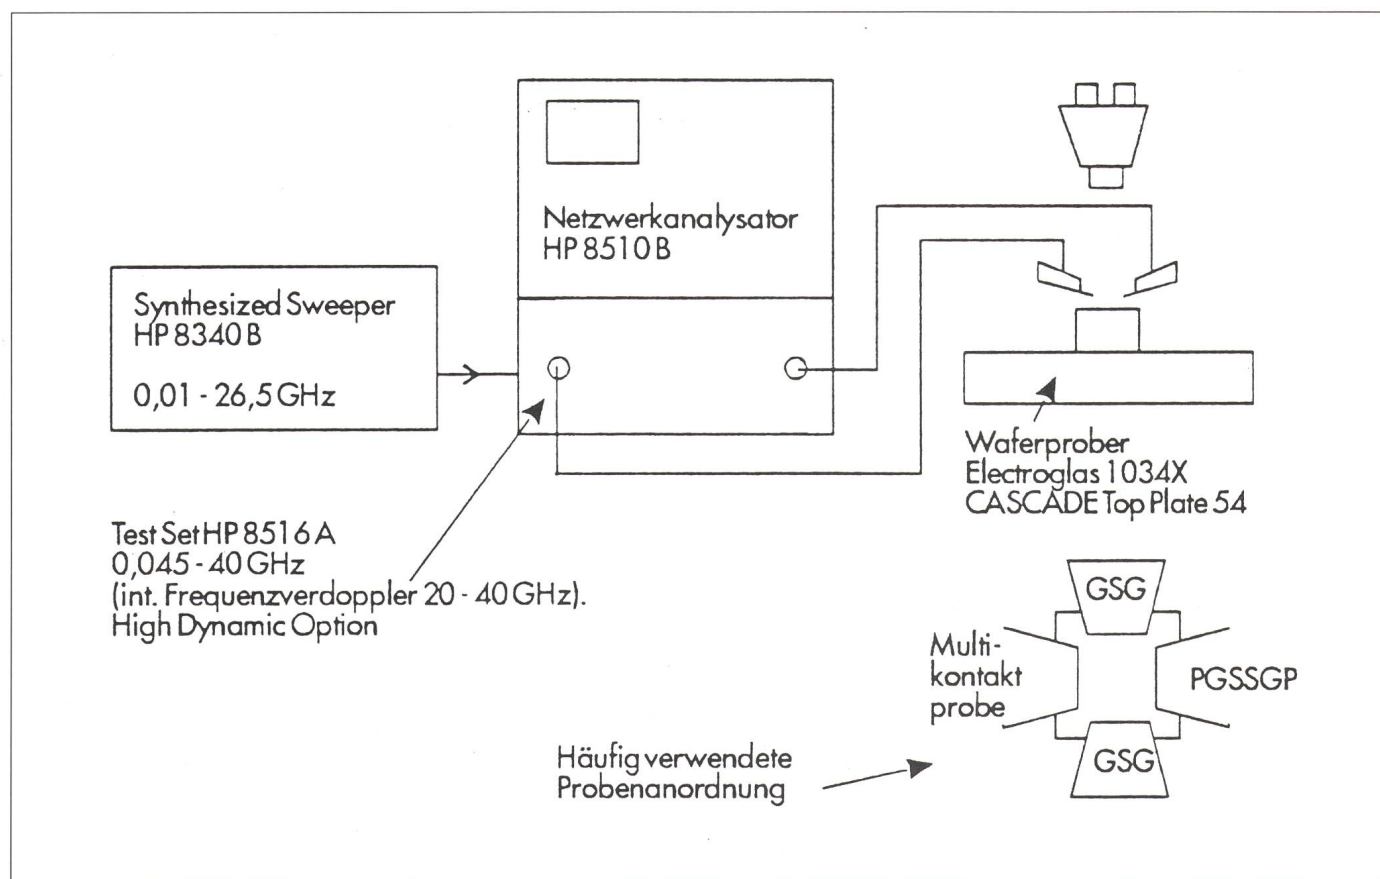 Netzwerkanalysator
HP 8510 B
Synthesized Sweeper
HP 8340 B
0,01 - 26,5 GHz
Waferprober
Electroglas 1034X
CASCADE Top Plate 54
Test Set HP 8516 A
0,045 - 40 GHz
(int. Frequenzverdoppler 20 - 40 GHz).
High Dynamic Option
GSG
Multi-
kontakt
probe
PGSSGP
GSG
Häufig verwendete
Probenanordnung